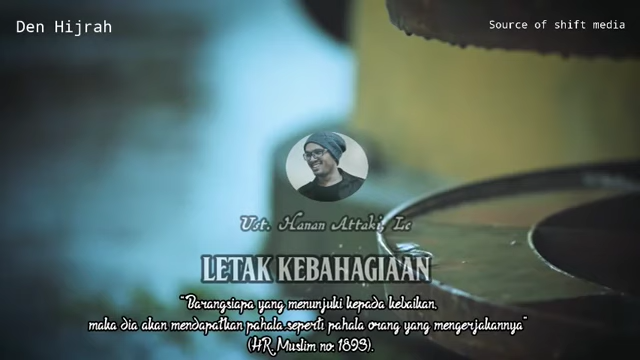 Den Hijrah
Source of shift media
Ust. Hanan Attaki, Lc
LETAK KEBAHAGIAAN
"Barangsiapa yang menunjuki kepada kebaikan,
maka dia akan mendapatkan pahala seperti pahala orang yang mengerjakannya"
(HR. Muslim no. 1893).